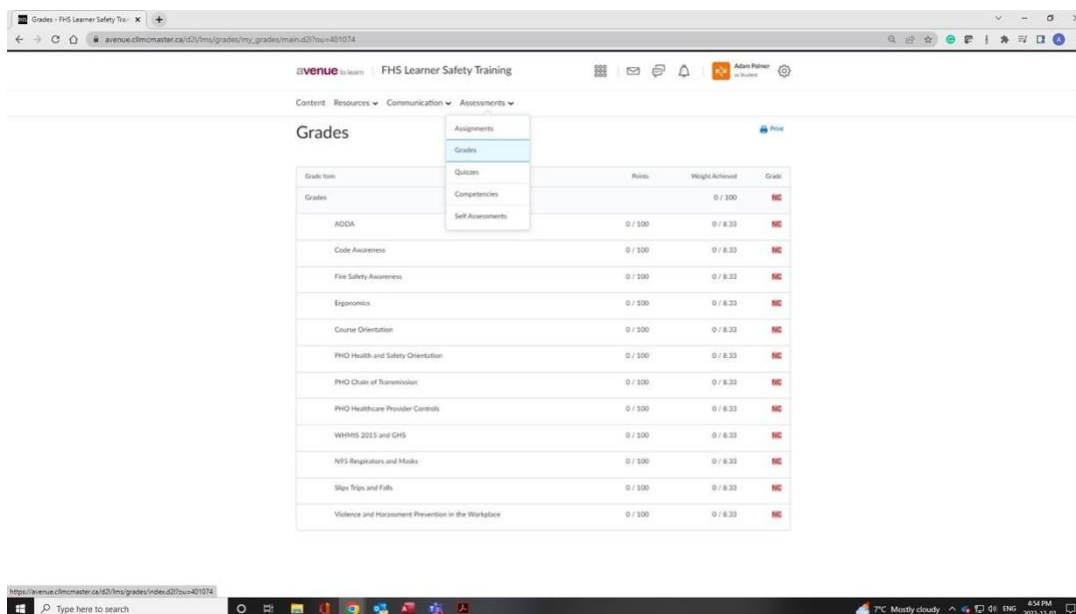 Grades - FHS Learner Safety Tra
avenue.cllmcmaster.ca/d2l/lms/grades/my_grades/main.d2l?ou=401074
avenue to learn FHS Learner Safety Training Adam Palmer
as Student
Content Resources Communication Assessments
Grades
Print
Assignments
Grades
Quizzes
Competencies
Self Assessments
Grade Item Points Weight Achieved Grade
Grades 0 / 100 NC
AODA 0 / 100 0 / 8.33 NC
Code Awareness 0 / 100 0 / 8.33 NC
Fire Safety Awareness 0 / 100 0 / 8.33 NC
Ergonomics 0 / 100 0 / 8.33 NC
Course Orientation 0 / 100 0 / 8.33 NC
PHO Health and Safety Orientation 0 / 100 0 / 8.33 NC
PHO Chain of Transmission 0 / 100 0 / 8.33 NC
PHO Healthcare Provider Controls 0 / 100 0 / 8.33 NC
WHMIS 2015 and GHS 0 / 100 0 / 8.33 NC
N95 Respirators and Masks 0 / 100 0 / 8.33 NC
Slips Trips and Falls 0 / 100 0 / 8.33 NC
Violence and Harassment Prevention in the Workplace 0 / 100 0 / 8.33 NC
https://avenue.cllmcmaster.ca/d2l/lms/grades/index.d2l?ou=401074
Type here to search 7°C Mostly cloudy ENG 4:54 PM